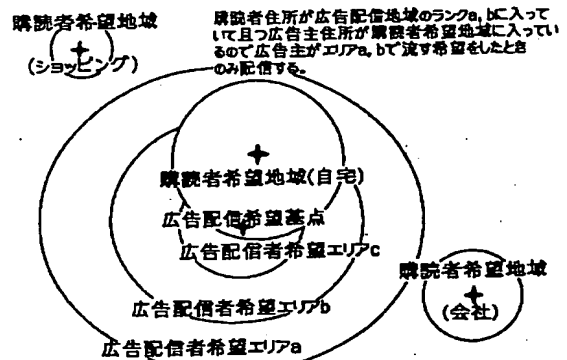 購読者希望地域
(ショッピング)
購読者住所が広告配信地域のランクa, bに入って
いて且つ広告主住所が購読者希望地域に入ってい
るので広告主がエリアa, bで流す希望をしたとき
のみ配信する。
購読者希望地域(自宅)
広告配信希望基点
広告配信者希望エリアc
購読者希望地域
(会社)
広告配信者希望エリアb
広告配信者希望エリアa